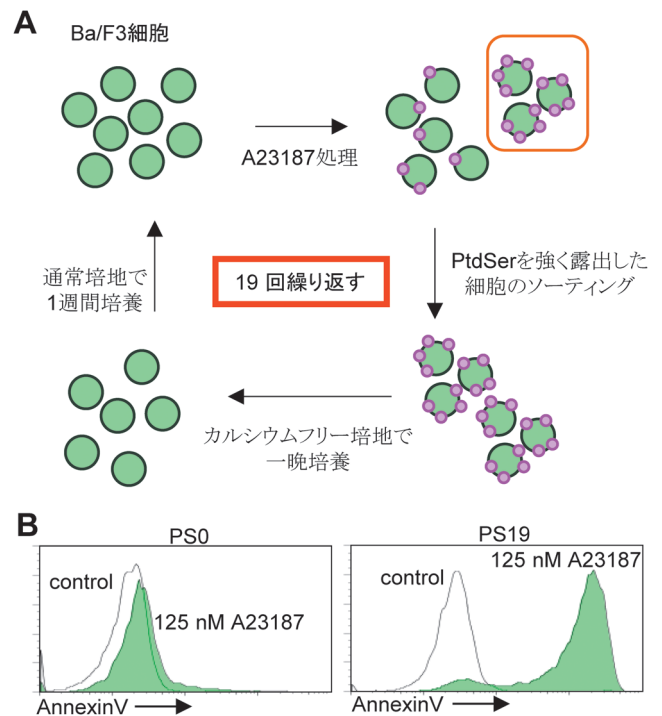 A
Ba/F3細胞
A23187処理
PtdSerを強く露出した
細胞のソーティング
19 回繰り返す
通常培地で
1週間培養
カルシウムフリー培地で
一晩培養
B
PS0
control
125 nM A23187
AnnexinV
PS19
125 nM A23187
control
AnnexinV